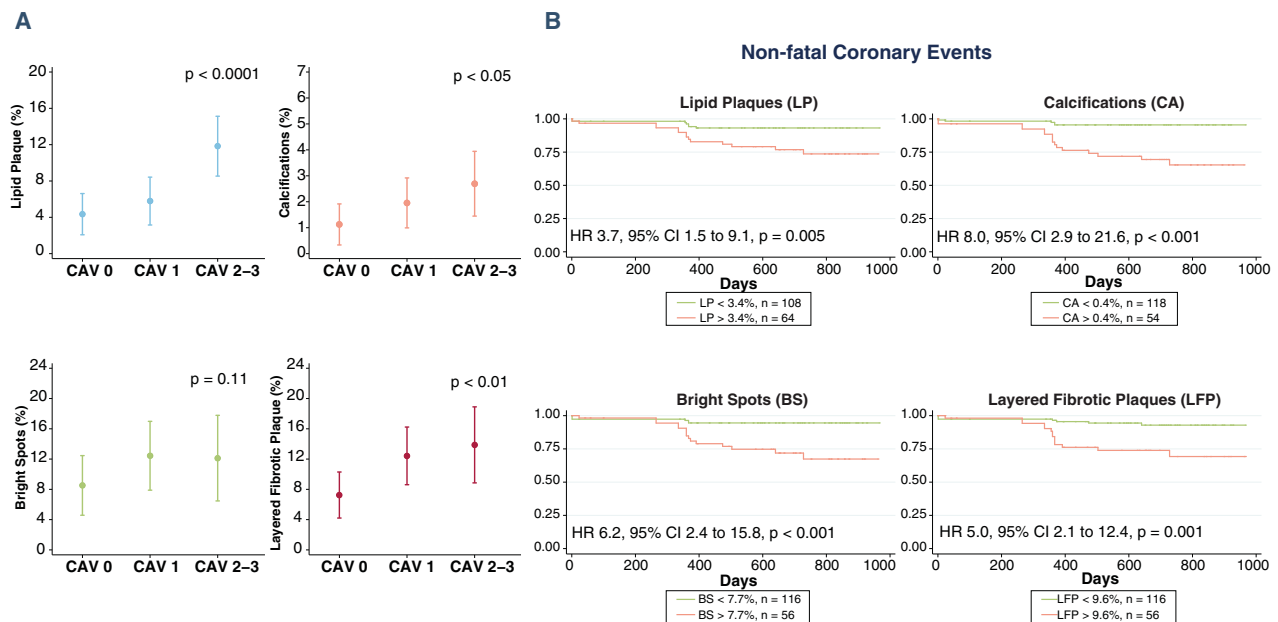 A
Lipid Plaque (%)
20
16
12
8
4
0
p < 0.0001
CAV 0 CAV 1 CAV 2–3
Calcifications (%)
7
6
5
4
3
2
1
0
p < 0.05
CAV 0 CAV 1 CAV 2–3
Bright Spots (%)
24
20
16
12
8
4
0
p = 0.11
CAV 0 CAV 1 CAV 2–3
Layered Fibrotic Plaque (%)
24
20
16
12
8
4
0
p < 0.01
CAV 0 CAV 1 CAV 2–3
B
Non-fatal Coronary Events
Lipid Plaques (LP)
1.00
0.75
0.50
0.25
0.00
HR 3.7, 95% CI 1.5 to 9.1, p = 0.005
0 200 400 600 800 1000
Days
LP < 3.4%, n = 108
LP > 3.4%, n = 64
Calcifications (CA)
1.00
0.75
0.50
0.25
0.00
HR 8.0, 95% CI 2.9 to 21.6, p < 0.001
0 200 400 600 800 1000
Days
CA < 0.4%, n = 118
CA > 0.4%, n = 54
Bright Spots (BS)
1.00
0.75
0.50
0.25
0.00
HR 6.2, 95% CI 2.4 to 15.8, p < 0.001
0 200 400 600 800 1000
Days
BS < 7.7%, n = 116
BS > 7.7%, n = 56
Layered Fibrotic Plaques (LFP)
1.00
0.75
0.50
0.25
0.00
HR 5.0, 95% CI 2.1 to 12.4, p = 0.001
0 200 400 600 800 1000
Days
LFP < 9.6%, n = 116
LFP > 9.6%, n = 56